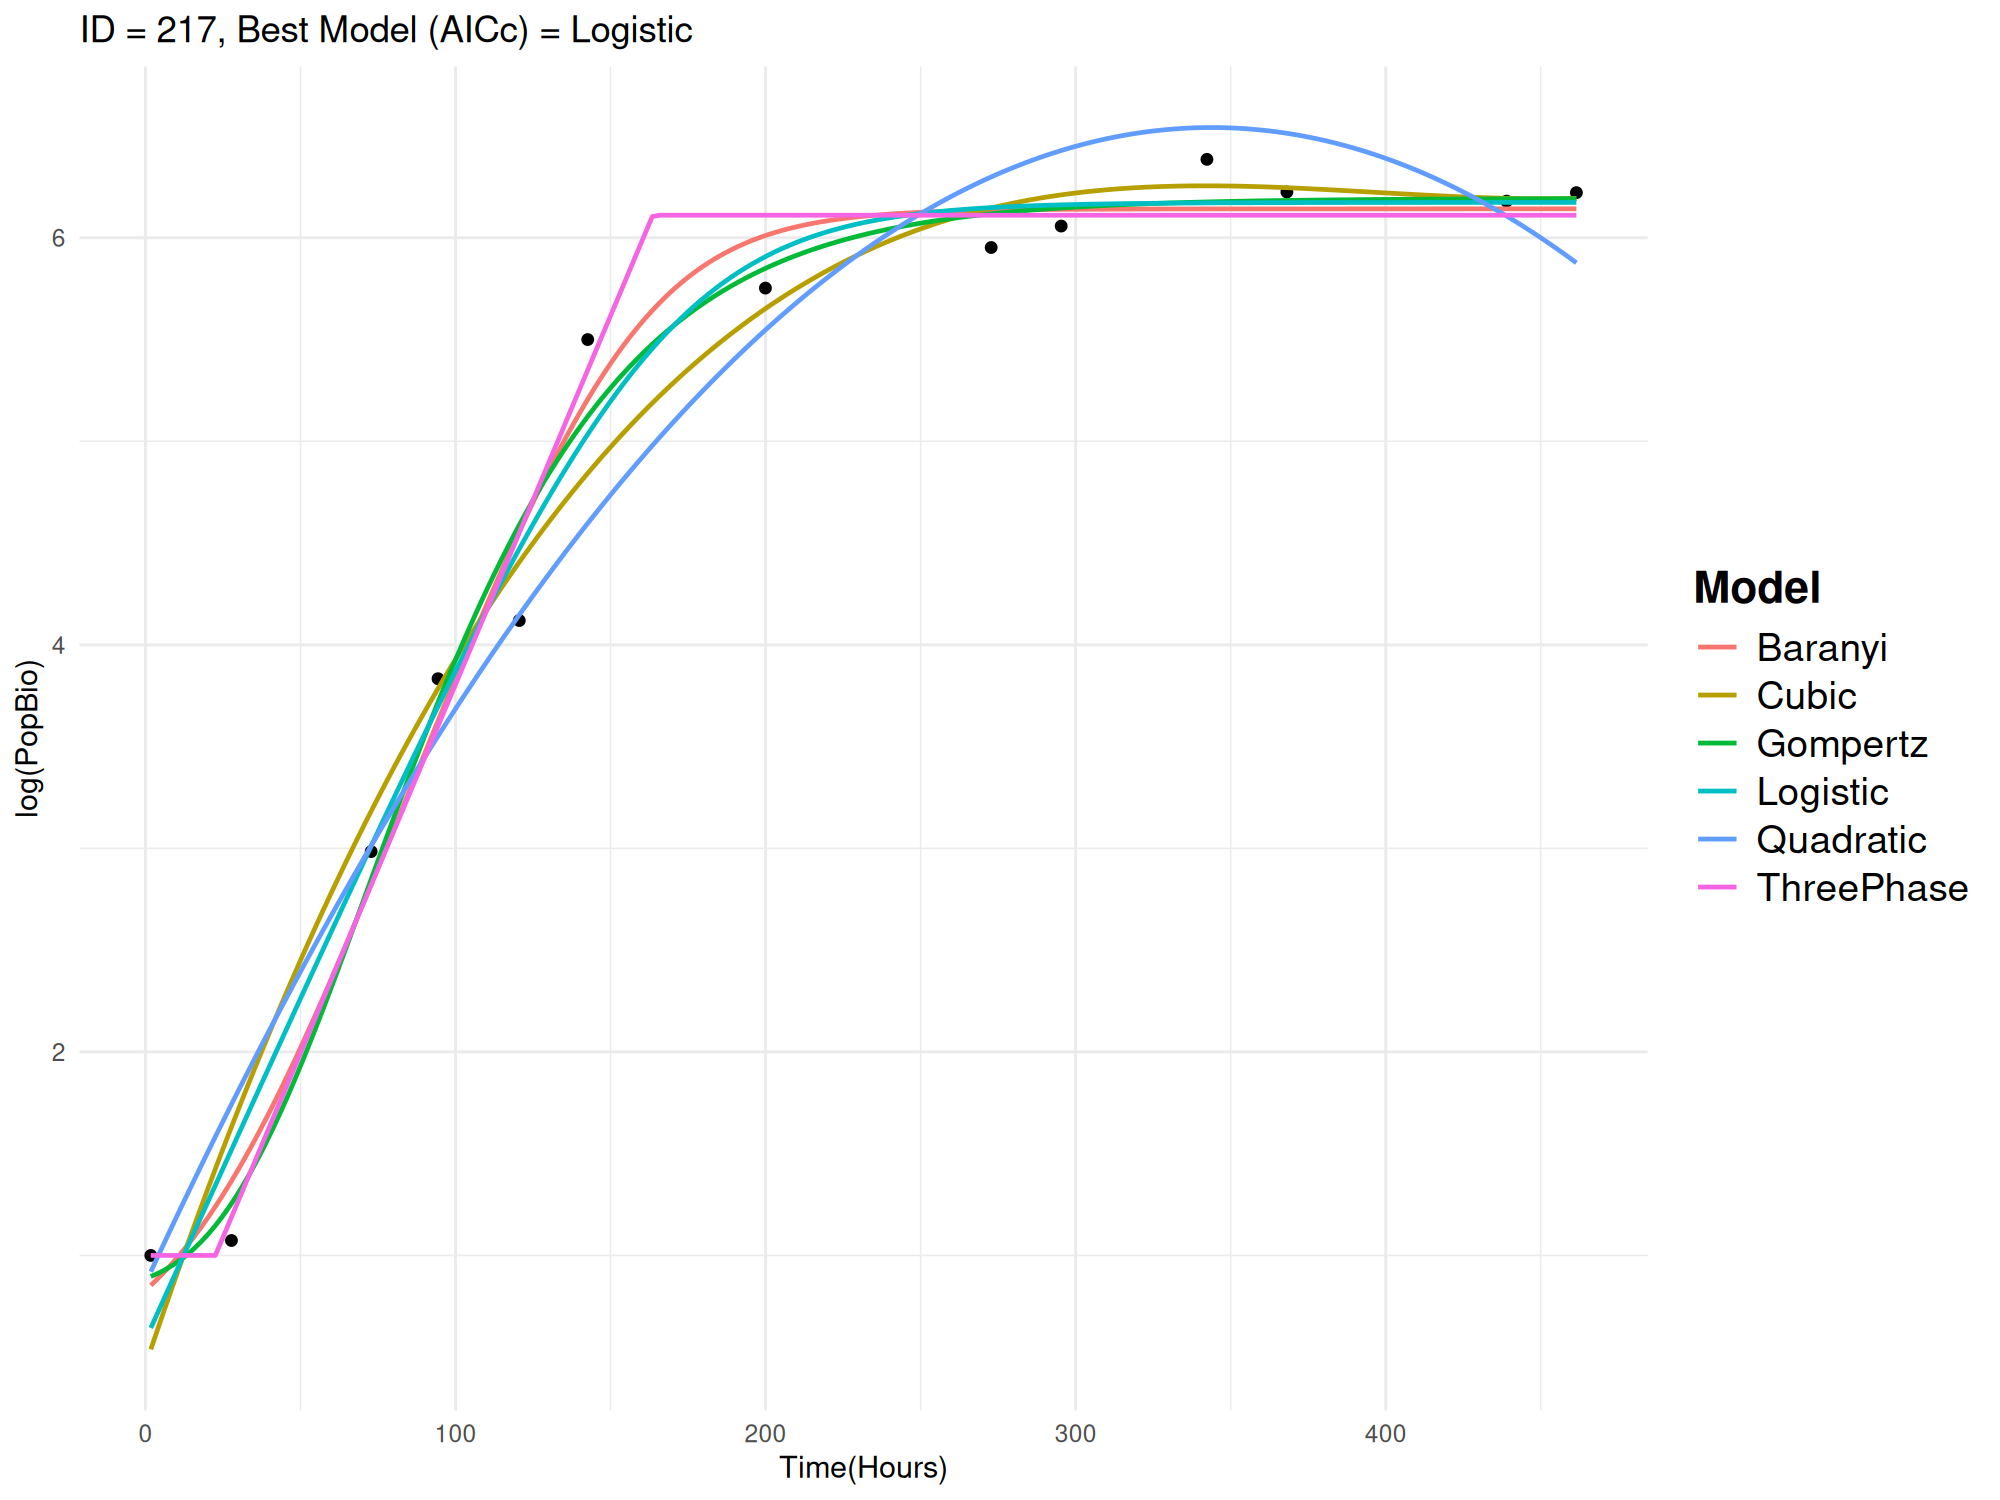 ID = 217, Best Model (AICc) = Logistic
log(PopBio)
6
4
2
0 100 200 300 400
Time(Hours)
Model
Baranyi
Cubic
Gompertz
Logistic
Quadratic
ThreePhase